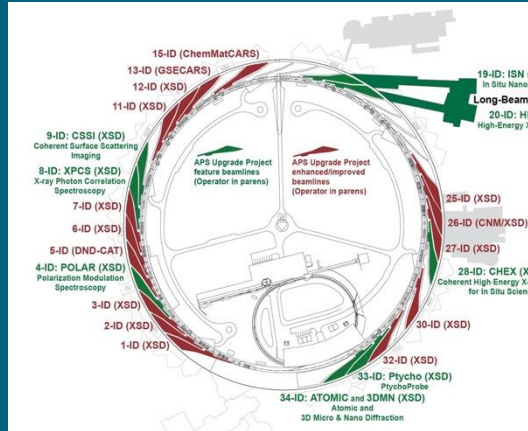 15-ID (ChemMatCARS)
13-ID (GSECARS)
12-ID (XSD)
11-ID (XSD)
9-ID: CSSI (XSD)
Coherent Surface Scattering
Imaging
8-ID: XPCS (XSD)
X-ray Photon Correlation
Spectroscopy
7-ID (XSD)
6-ID (XSD)
5-ID (DND-CAT)
4-ID: POLAR (XSD)
Polarization Modulation
Spectroscopy
3-ID (XSD)
2-ID (XSD)
1-ID (XSD)
APS Upgrade Project
feature beamlines
(Operator in parens)
APS Upgrade Project
enhanced/improved
beamlines
(Operator in parens)
19-ID: ISN (
In Situ Nano
Long-Beam
20-ID: H
High-Energy X
25-ID (XSD)
26-ID (CNM/XSD)
27-ID (XSD)
28-ID: CHEX (X
Coherent High-Energy X-
for In Situ Scien
30-ID (XSD)
32-ID (XSD)
33-ID: Ptycho (XSD)
PtychoProbe
34-ID: ATOMIC and 3DMN (XSD)
Atomic and
3D Micro & Nano Diffraction